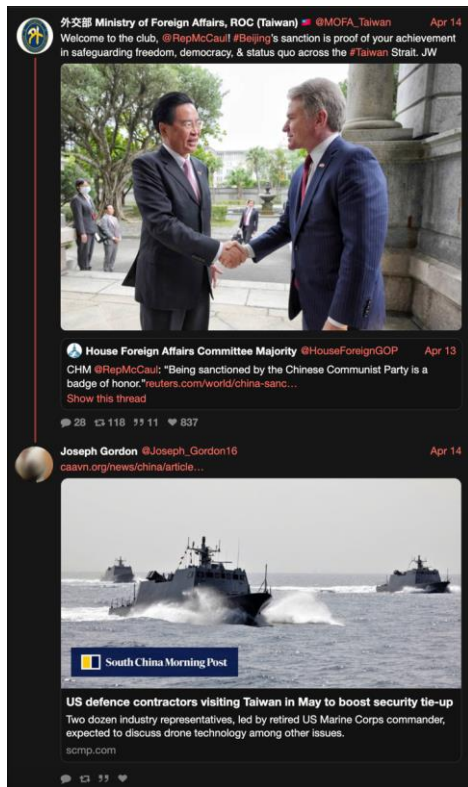 外交部 Ministry of Foreign Affairs, ROC (Taiwan) 🇹🇼 @MOFA_Taiwan Apr 14
Welcome to the club, @RepMcCaul! #Beijing's sanction is proof of your achievement
in safeguarding freedom, democracy, & status quo across the #Taiwan Strait. JW
House Foreign Affairs Committee Majority @HouseForeignGOP Apr 13
CHM @RepMcCaul: "Being sanctioned by the Chinese Communist Party is a
badge of honor."reuters.com/world/china-sanc…
Show this thread
28 118 11 837
Joseph Gordon @Joseph_Gordon16 Apr 14
caavn.org/news/china/article…
South China Morning Post
US defence contractors visiting Taiwan in May to boost security tie-up
Two dozen industry representatives, led by retired US Marine Corps commander,
expected to discuss drone technology among other issues.
scmp.com